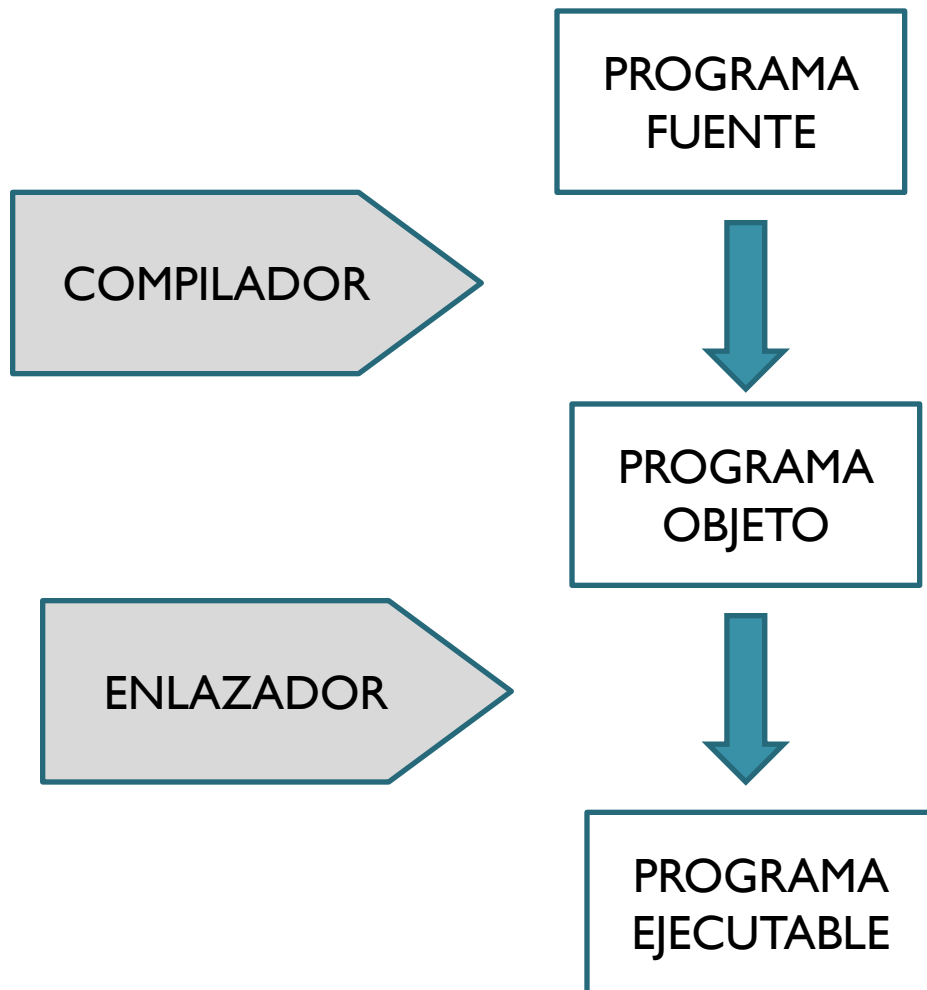 PROGRAMA
FUENTE
COMPILADOR
PROGRAMA
OBJETO
ENLAZADOR
PROGRAMA
EJECUTABLE